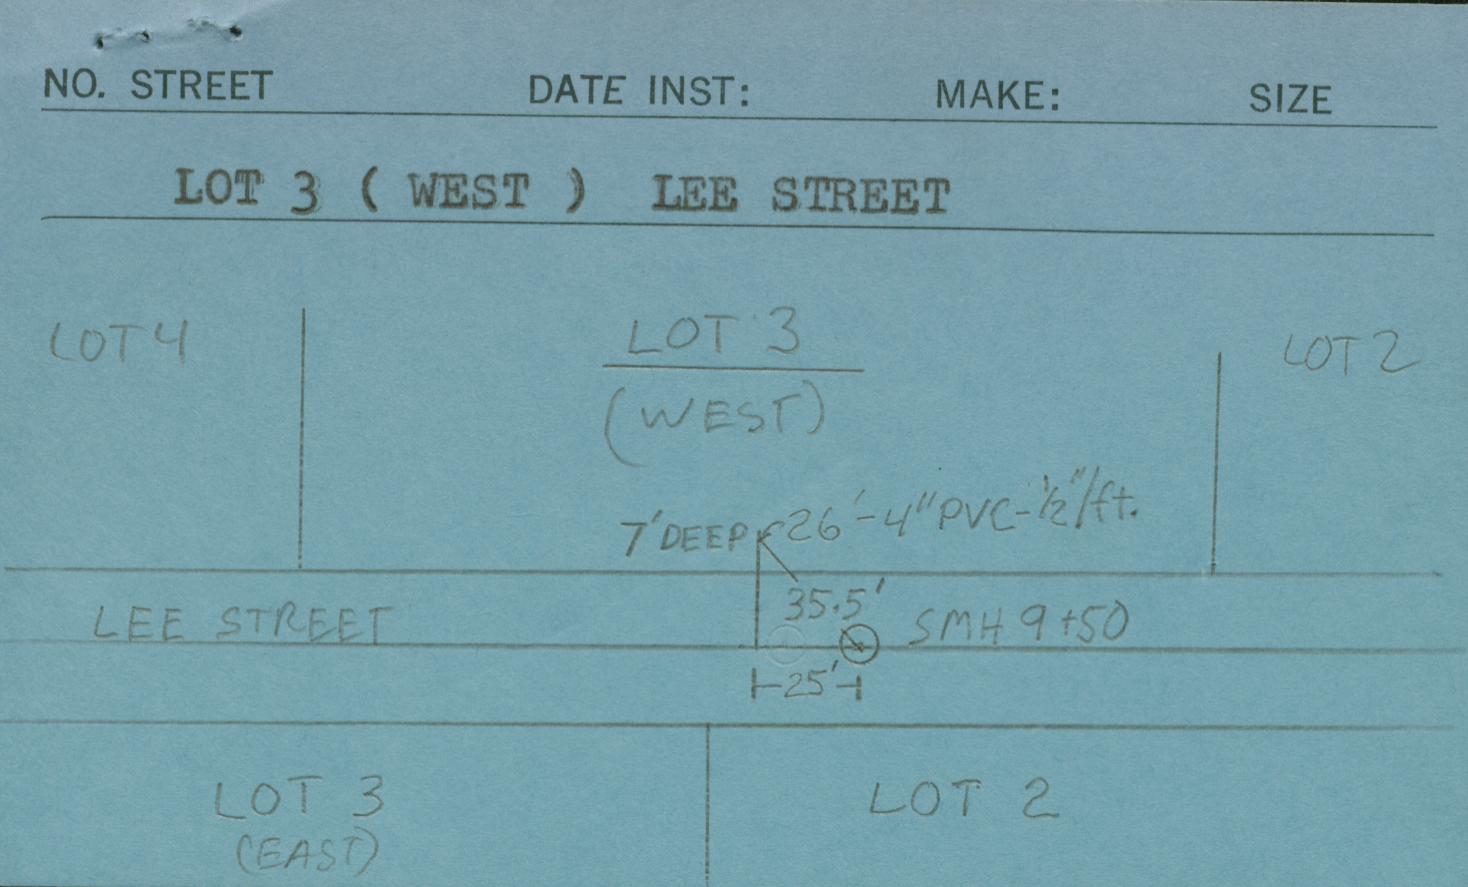 NO. STREET DATE INST: MAKE: SIZE
LOT 3 ( WEST ) LEE STREET
LOT 4 LOT 3 LOT 2
(WEST)
7' DEEP 26'-4" PVC-1/2"/ft.
35.5'
LEE STREET SMH 9+50
25'
LOT 3 LOT 2
(EAST)